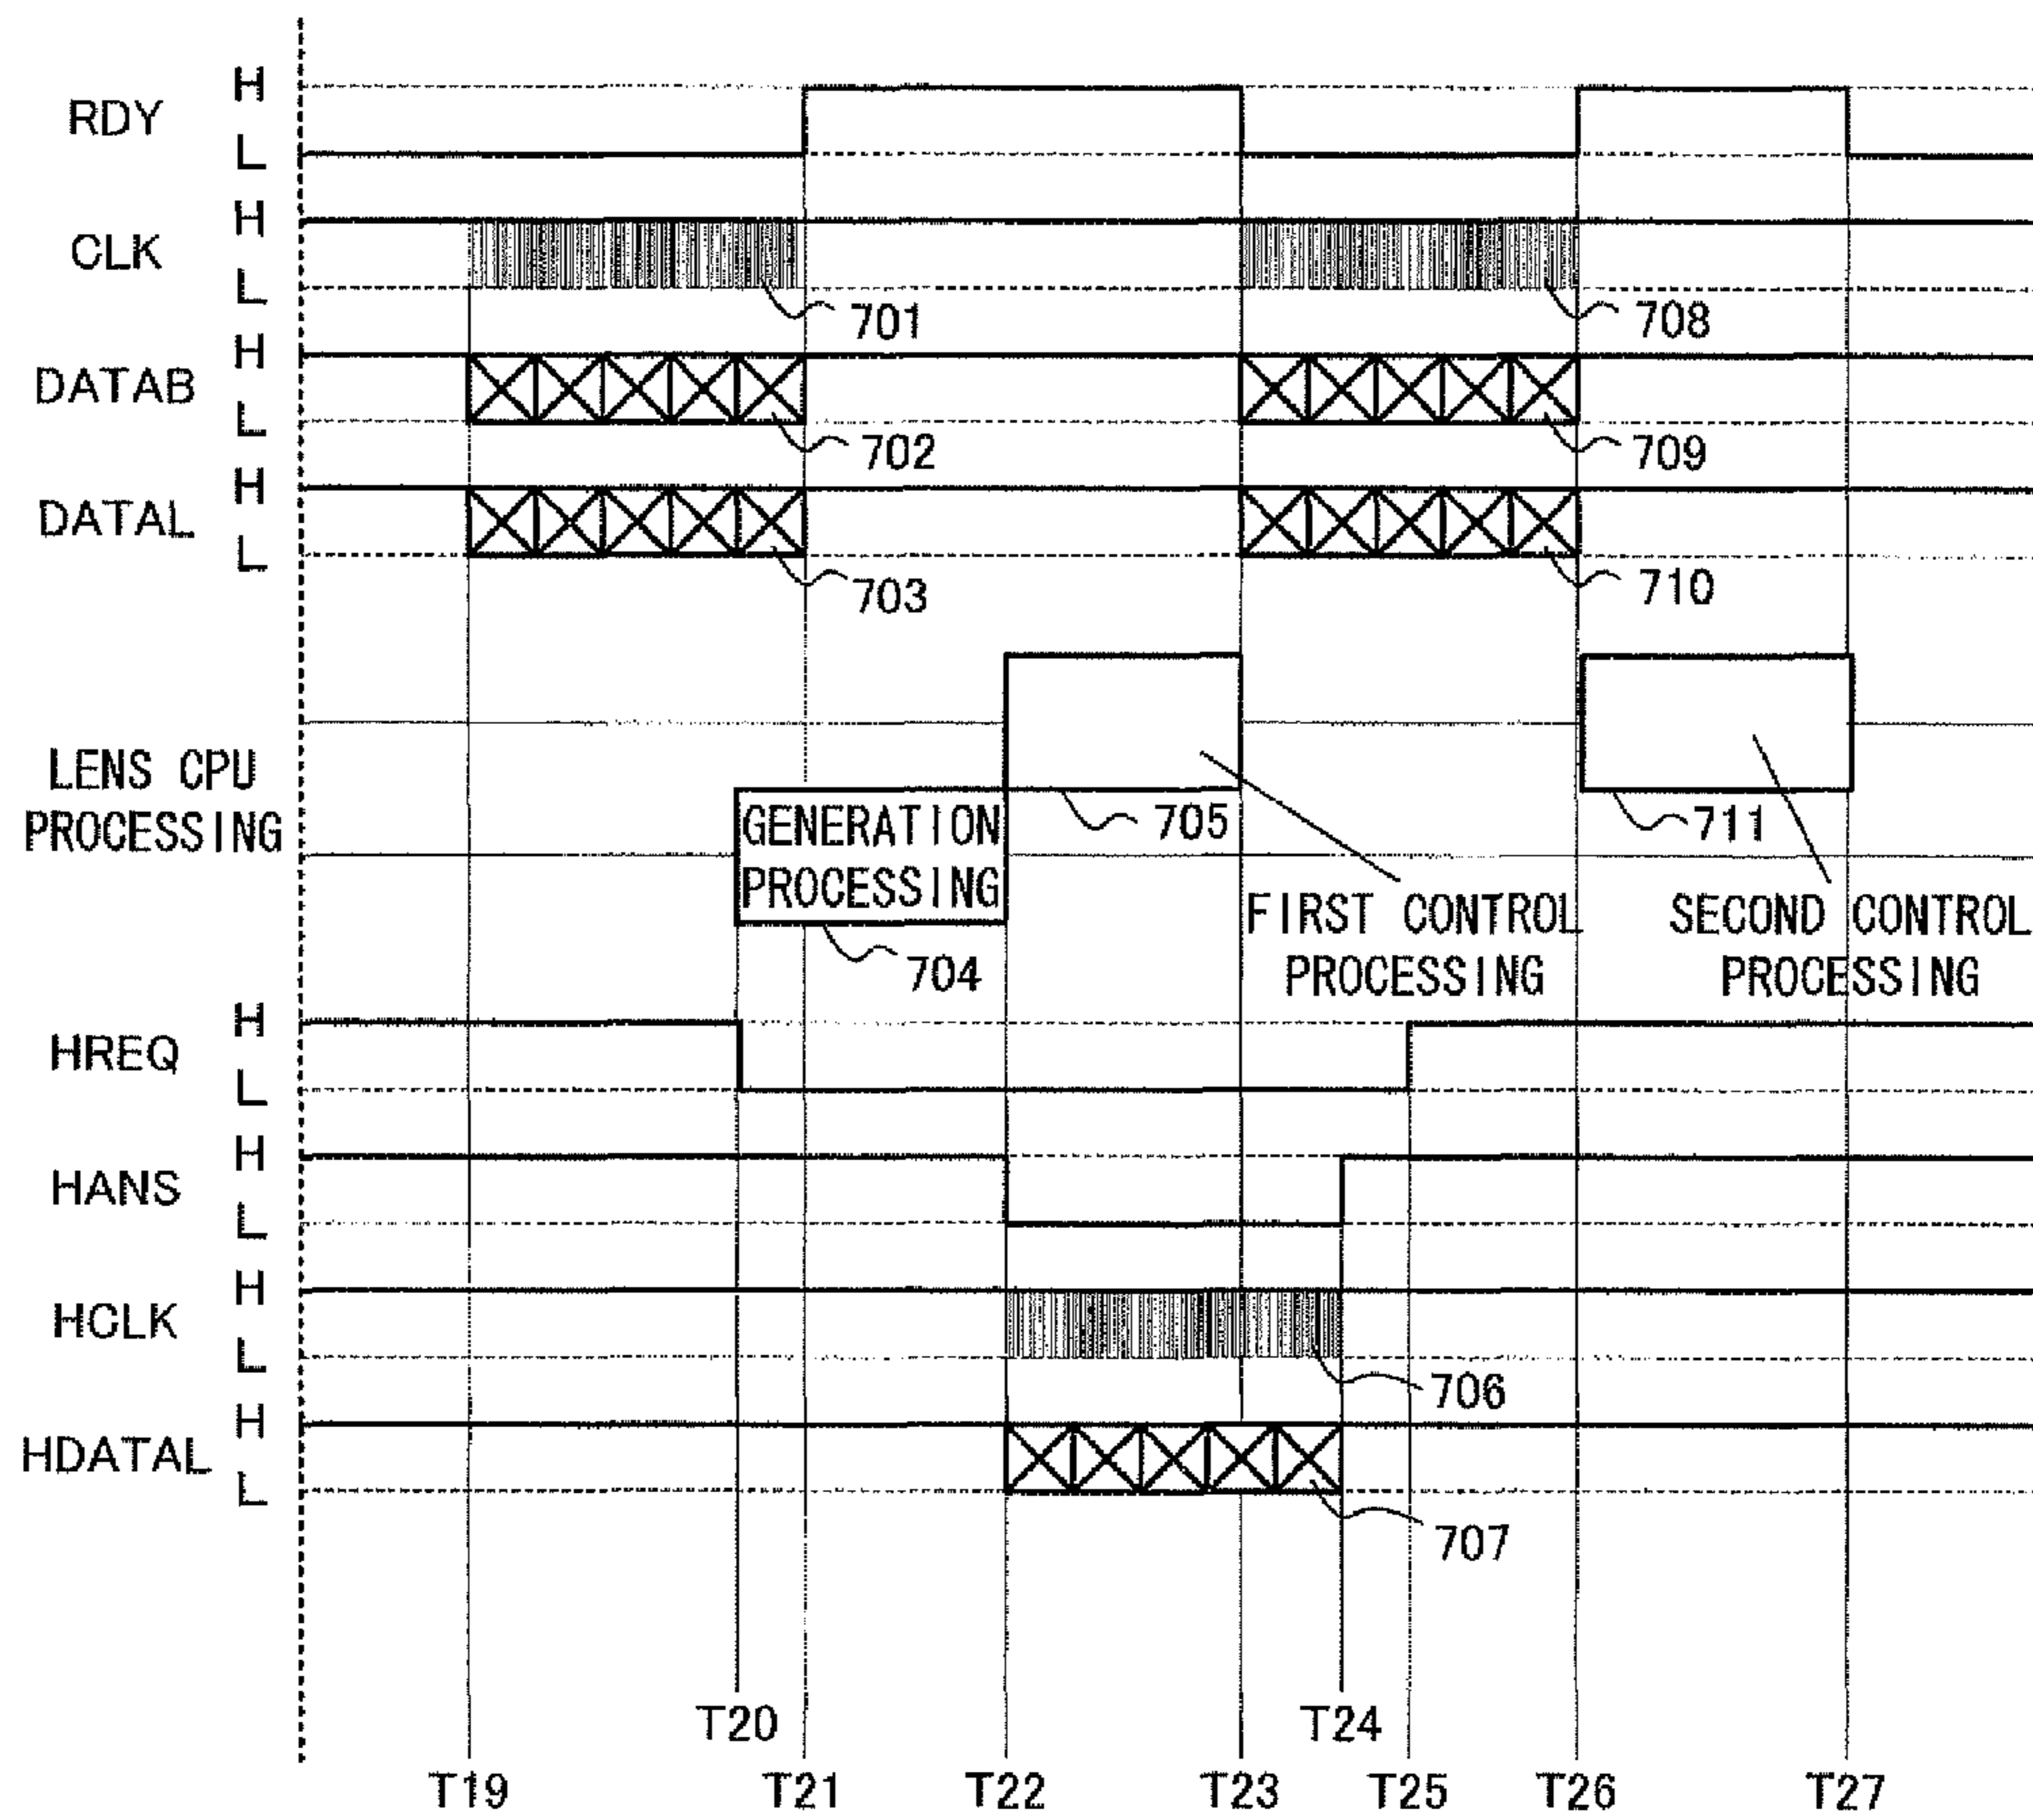 RDY H
L
CLK H
L
701
708
DATAB H
L
702
709
DATAL H
L
703
710
LENS CPU
PROCESSING
GENERATION
PROCESSING
704
705
711
FIRST CONTROL
PROCESSING
SECOND CONTROL
PROCESSING
HREQ H
L
HANS H
L
HCLK H
L
706
HDATAL H
L
707
T20
T24
T19
T21
T22
T23
T25
T26
T27